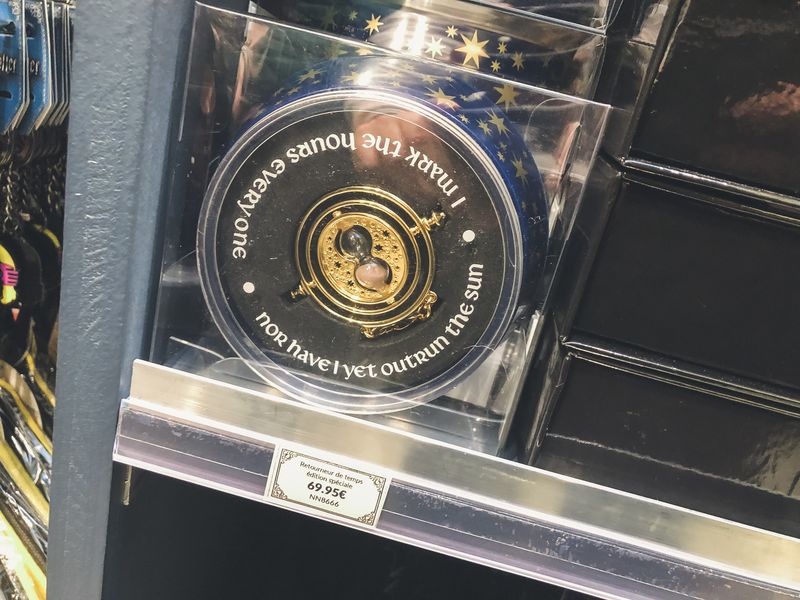 I mark the hours every one
nor have I yet outrun the sun
Retourneur de temps
édition spéciale
69.95€
NN8666